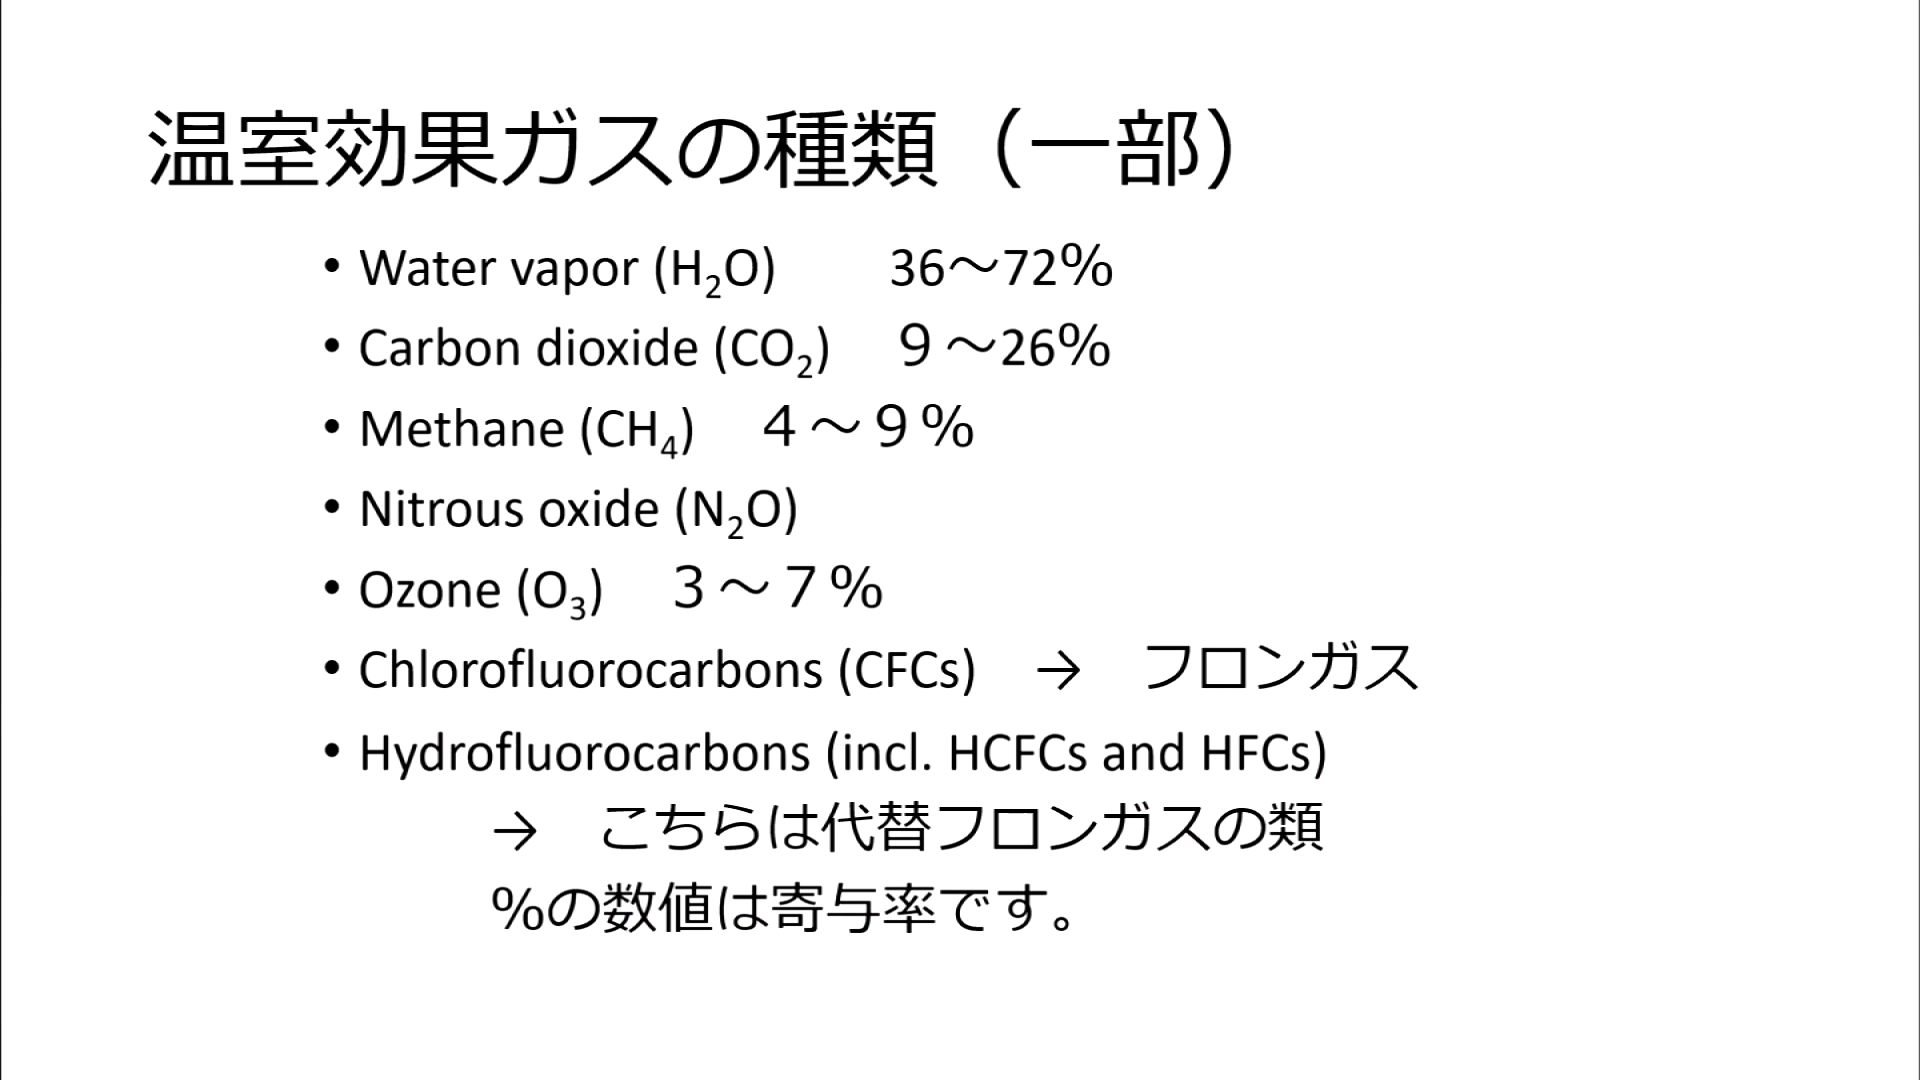 温室効果ガスの種類（一部）
• Water vapor (H₂O)　　36～72％
• Carbon dioxide (CO₂)　９～26％
• Methane (CH₄)　４～９％
• Nitrous oxide (N₂O)
• Ozone (O₃)　３～７％
• Chlorofluorocarbons (CFCs)　→　フロンガス
• Hydrofluorocarbons (incl. HCFCs and HFCs)
→　こちらは代替フロンガスの類
％の数値は寄与率です。